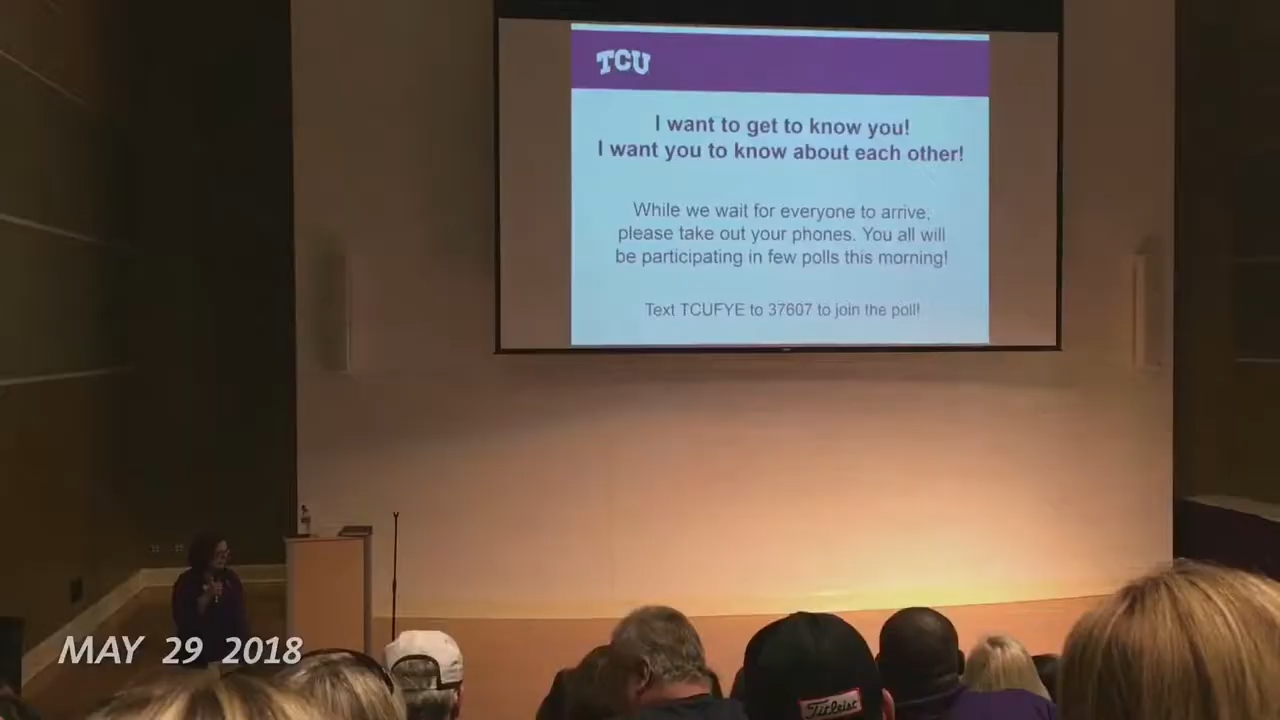 TCU
I want to get to know you!
I want you to know about each other!
While we wait for everyone to arrive,
please take out your phones. You all will
be participating in few polls this morning!
Text TCUFYE to 37607 to join the poll!
MAY 29 2018
Titleist